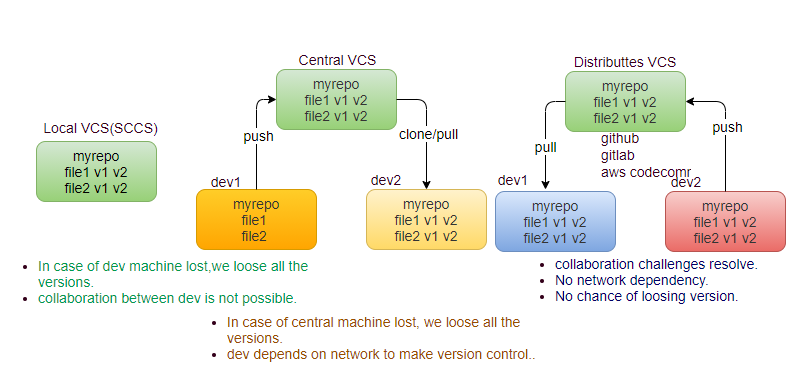 Local VCS(SCCS)
myrepo
file1 v1 v2
file2 v1 v2
Central VCS
myrepo
file1 v1 v2
file2 v1 v2
push
clone/pull
dev1
myrepo
file1
file2
dev2
myrepo
file1 v1 v2
file2 v1 v2
Distributtes VCS
myrepo
file1 v1 v2
file2 v1 v2
github
gitlab
aws codecomr
pull
push
dev1
myrepo
file1 v1 v2
file2 v1 v2
dev2
myrepo
file1 v1 v2
file2 v1 v2
• In case of dev machine lost,we loose all the
versions.
• collaboration between dev is not possible.
• In case of central machine lost, we loose all the
versions.
• dev depends on network to make version control..
• collaboration challenges resolve.
• No network dependency.
• No chance of loosing version.